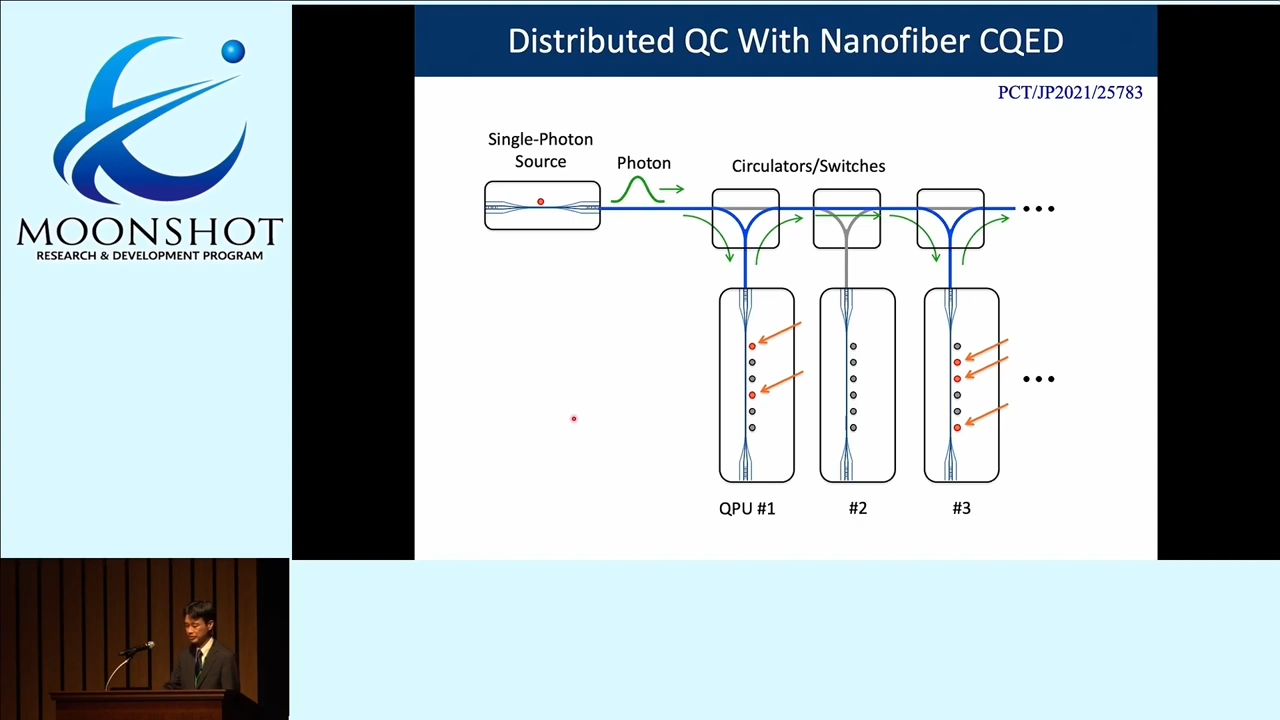 Distributed QC With Nanofiber CQED
PCT/JP2021/25783
Single-Photon
Source
Photon
Circulators/Switches
QPU #1
#2
#3
MOONSHOT
RESEARCH & DEVELOPMENT PROGRAM